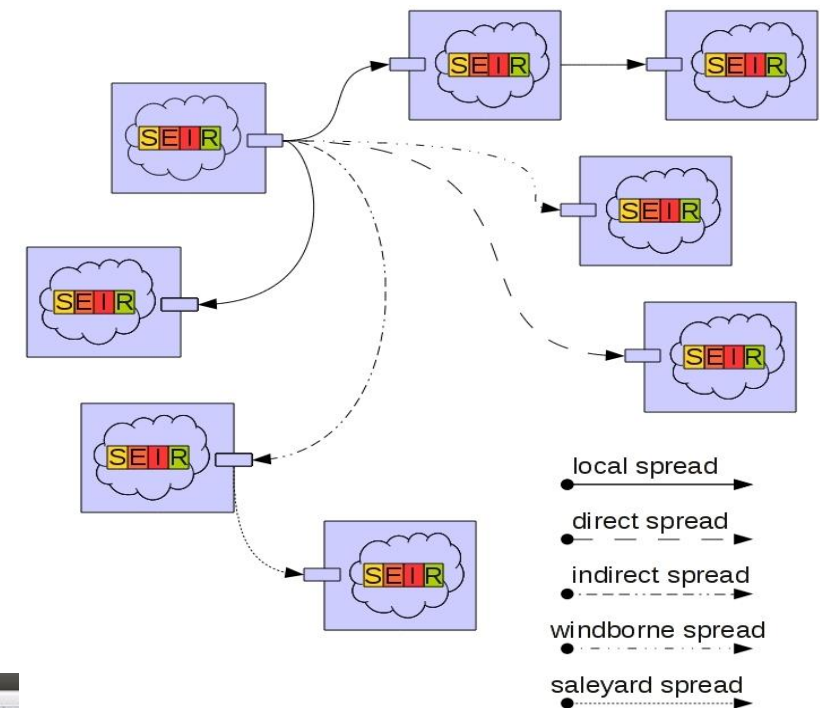 SEIR
SEIR
SEIR
SEIR
SEIR
SEIR
SEIR
SEIR
local spread
direct spread
indirect spread
windborne spread
saleyard spread